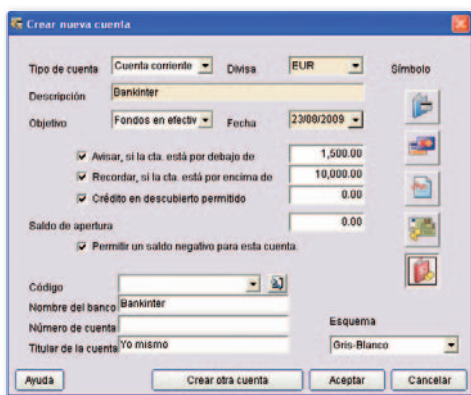 Crear nueva cuenta
Tipo de cuenta Cuenta corriente Divisa EUR Símbolo
Descripción Bankinter
Objetivo Fondos en efectiv Fecha 23/08/2009
Avisar, si la cta. está por debajo de 1,500.00
Recordar, si la cta. está por encima de 10,000.00
Crédito en descubierto permitido 0.00
Saldo de apertura 0.00
Permitir un saldo negativo para esta cuenta.
Código
Nombre del banco Bankinter
Número de cuenta
Titular de la cuenta Yo mismo
Esquema
Gris-Blanco
Ayuda Crear otra cuenta Aceptar Cancelar